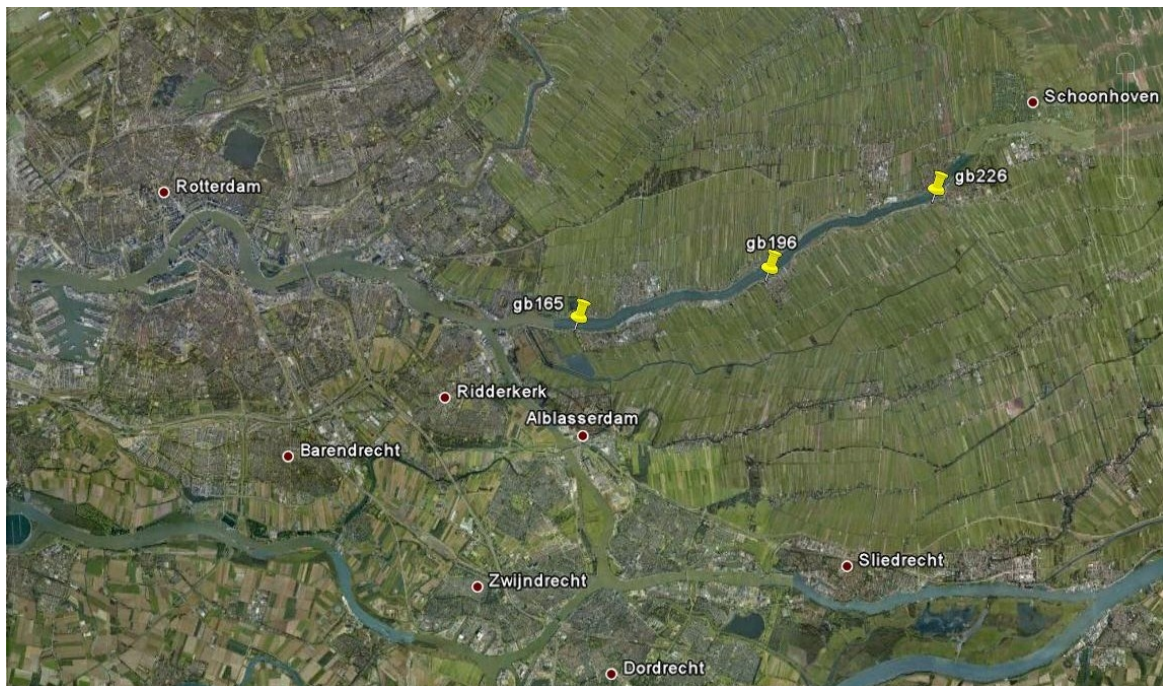 Schoonhoven
gb226
Rotterdam
gb196
gb165
Ridderkerk
Alblasserdam
Barendrecht
Sliedrecht
Zwijndrecht
Dordrecht